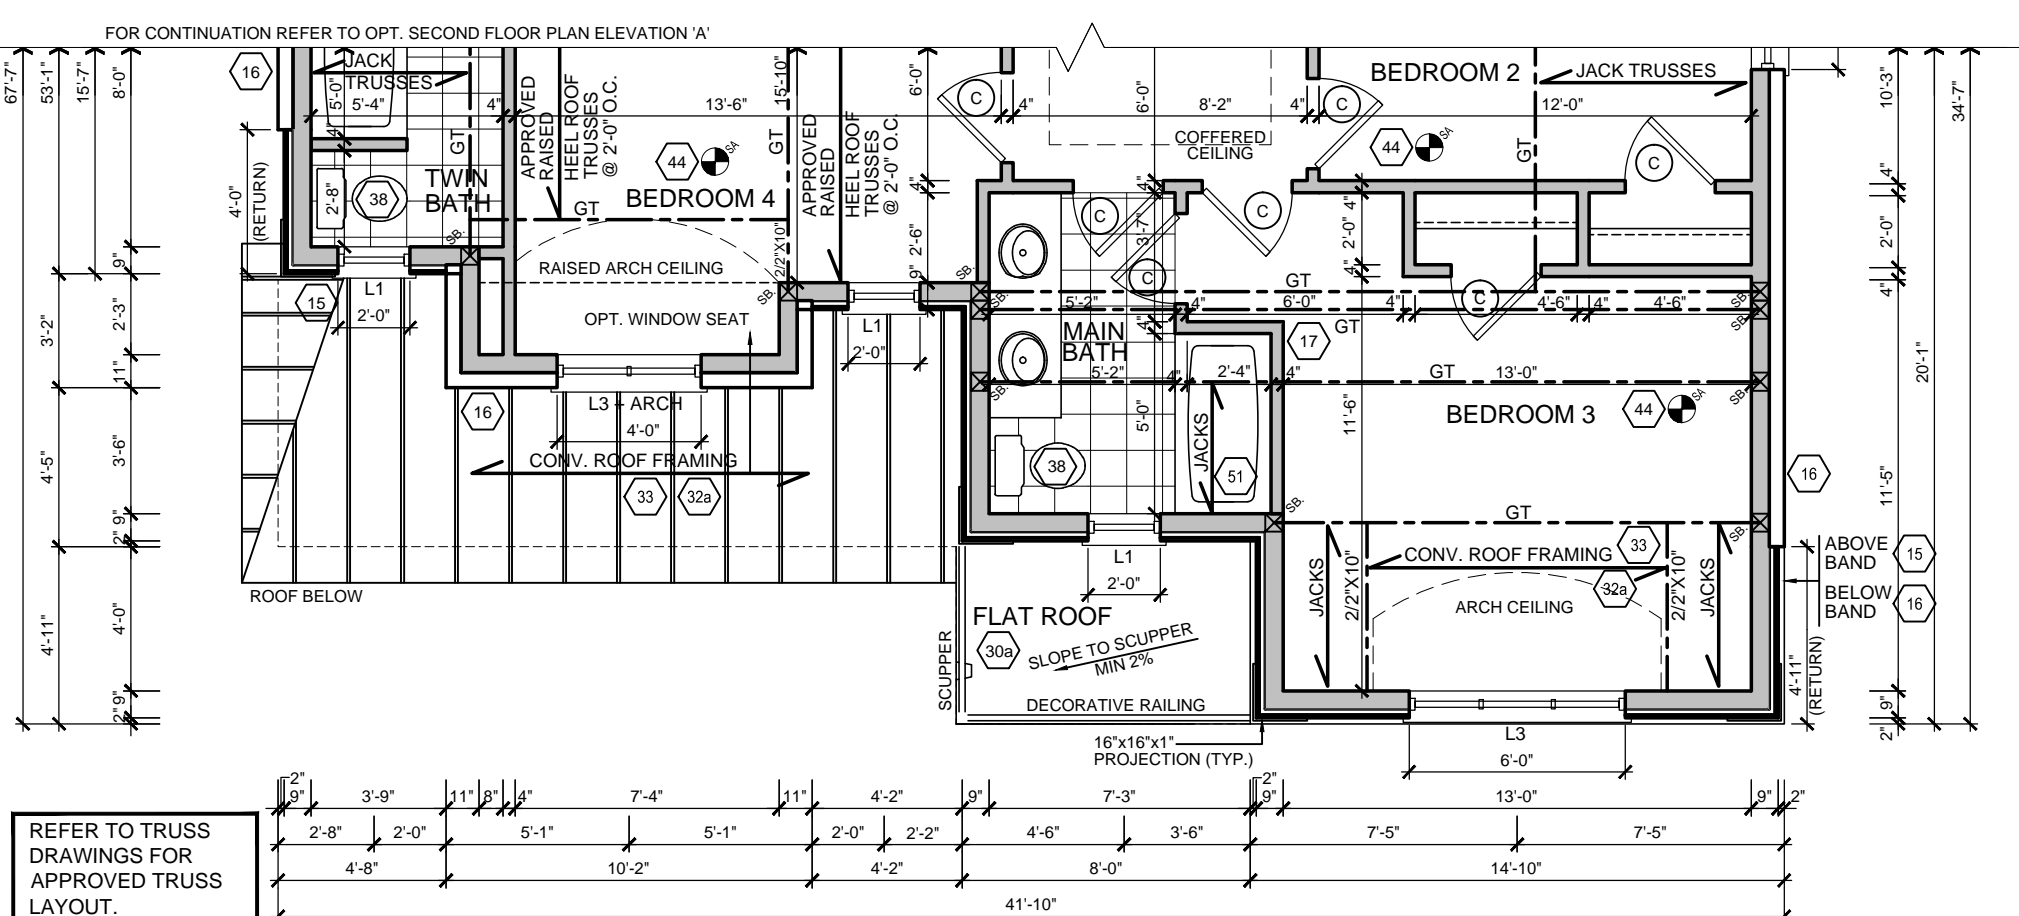 FOR CONTINUATION REFER TO OPT. SECOND FLOOR PLAN ELEVATION 'A'
67'-7"
53'-1"
15'-7"
8'-0"
9"
2'-3"
11"
3'-6"
9"
2"
4'-0"
9"
2"
3'-2"
4'-5"
4'-11"
16
JACK
TRUSSES
5'-0"
5'-4"
4"
4"
4'-0"
(RETURN)
2'-8"
38
TWIN
BATH
GT
SB.
15
L1
2'-0"
APPROVED
RAISED
HEEL ROOF
TRUSSES
@ 2'-0" O.C.
13'-6"
44
SA
BEDROOM 4
GT
15'-10"
GT
2/2"X10"
RAISED ARCH CEILING
OPT. WINDOW SEAT
SB.
L3 + ARCH
4'-0"
16
CONV. ROOF FRAMING
33
32a
ROOF BELOW
APPROVED
RAISED
HEEL ROOF
TRUSSES
@ 2'-0" O.C.
6'-0"
4"
2'-6"
9"
L1
2'-0"
C
4"
6'-0"
8'-2"
4"
C
COFFERED
CEILING
BEDROOM 2
JACK TRUSSES
12'-0"
44
SA
GT
C
C
C
C
C
4"
3'-7"
4"
2'-0"
4"
SB.
SB.
GT
5'-2"
4"
6'-0"
4"
4'-6"
4"
4'-6"
SB.
SB.
GT
MAIN
BATH
4"
17
5'-2"
4"
2'-4"
4"
GT
13'-0"
SB.
SB.
BEDROOM 3
44
SA
11'-6"
5'-0"
JACKS
38
51
SB.
GT
SB.
L1
2'-0"
FLAT ROOF
30a
SLOPE TO SCUPPER
MIN 2%
SCUPPER
DECORATIVE RAILING
16"x16"x1"
PROJECTION (TYP.)
JACKS
2/2"X10"
CONV. ROOF FRAMING
33
32a
ARCH CEILING
2/2"X10"
JACKS
L3
6'-0"
16
ABOVE
BAND
15
BELOW
BAND
16
4'-11"
(RETURN)
10'-3"
4"
2'-0"
4"
11'-5"
9"
2"
20'-1"
34'-7"
2"
9"
3'-9"
11"
8"
4"
7'-4"
11"
4'-2"
9"
7'-3"
2"
9"
13'-0"
9"
2"
2'-8"
2'-0"
5'-1"
5'-1"
2'-0"
2'-2"
4'-6"
3'-6"
7'-5"
7'-5"
4'-8"
10'-2"
4'-2"
8'-0"
14'-10"
41'-10"
REFER TO TRUSS
DRAWINGS FOR
APPROVED TRUSS
LAYOUT.